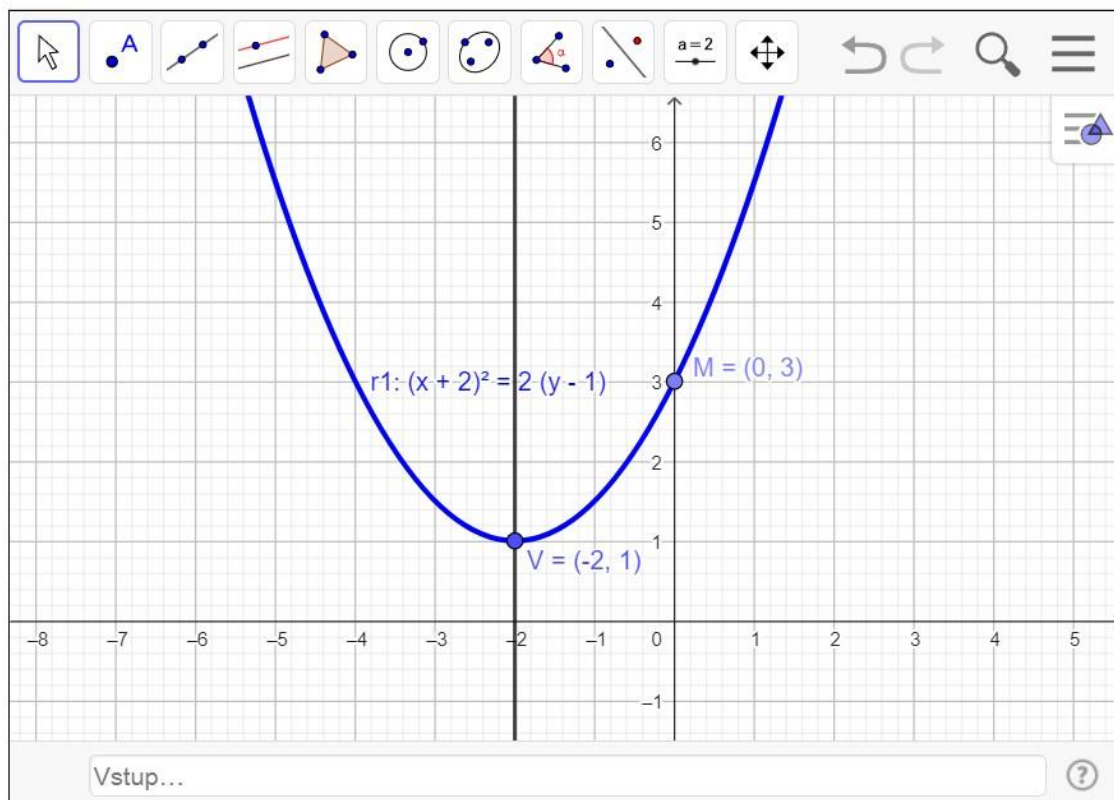 A
α
a = 2
6
5
4
r1: (x + 2)² = 2 (y - 1)
3
M = (0, 3)
2
1
V = (-2, 1)
–8 –7 –6 –5 –4 –3 –2 –1 0 1 2 3 4 5
–1
Vstup…
?